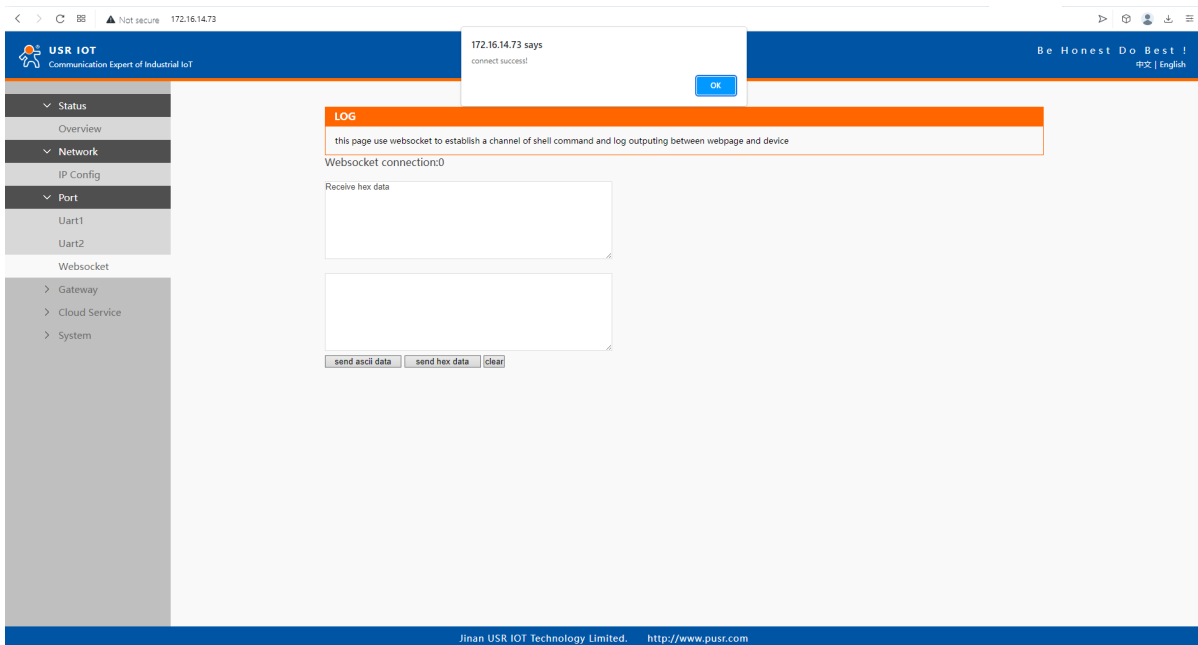 Not secure 172.16.14.73
172.16.14.73 says
connect success!
OK
USR IOT
Communication Expert of Industrial IoT
Be Honest Do Best !
中文 | English
Status
Overview
Network
IP Config
Port
Uart1
Uart2
Websocket
Gateway
Cloud Service
System
LOG
this page use websocket to establish a channel of shell command and log outputing between webpage and device
Websocket connection:0
Receive hex data
send ascii data send hex data clear
Jinan USR IOT Technology Limited. http://www.pusr.com